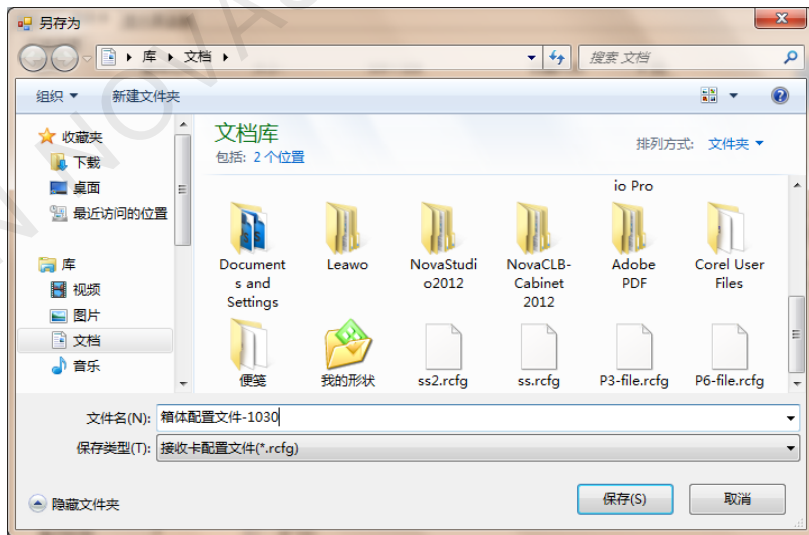 另存为
库 文档
搜索 文档
组织 新建文件夹
收藏夹
下载
桌面
最近访问的位置
库
视频
图片
文档
音乐
文档库
包括: 2 个位置
排列方式: 文件夹
io Pro
Document
s and
Settings
Leawo
NovaStudi
o2012
NovaCLB-
Cabinet
2012
Adobe
PDF
Corel User
Files
便笺
我的形状
ss2.rcfg
ss.rcfg
P3-file.rcfg
P6-file.rcfg
文件名(N): 箱体配置文件-1030
保存类型(T): 接收卡配置文件(*.rcfg)
隐藏文件夹
保存(S)
取消